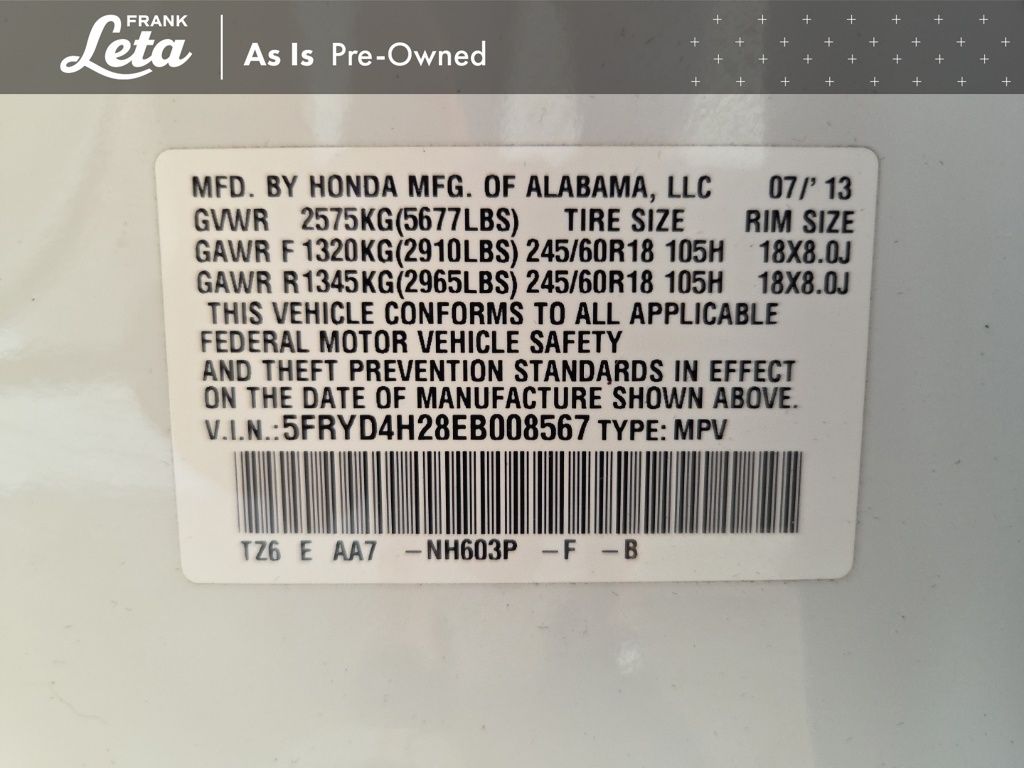 FRANK
Leta
As Is Pre-Owned
MFD. BY HONDA MFG. OF ALABAMA, LLC 07/' 13
GVWR 2575KG(5677LBS) TIRE SIZE RIM SIZE
GAWR F 1320KG(2910LBS) 245/60R18 105H 18X8.0J
GAWR R 1345KG(2965LBS) 245/60R18 105H 18X8.0J
THIS VEHICLE CONFORMS TO ALL APPLICABLE
FEDERAL MOTOR VEHICLE SAFETY
AND THEFT PREVENTION STANDARDS IN EFFECT
ON THE DATE OF MANUFACTURE SHOWN ABOVE.
V.I.N.:5FRYD4H28EB008567 TYPE: MPV
TZ6 E AA7 -NH603P -F -B